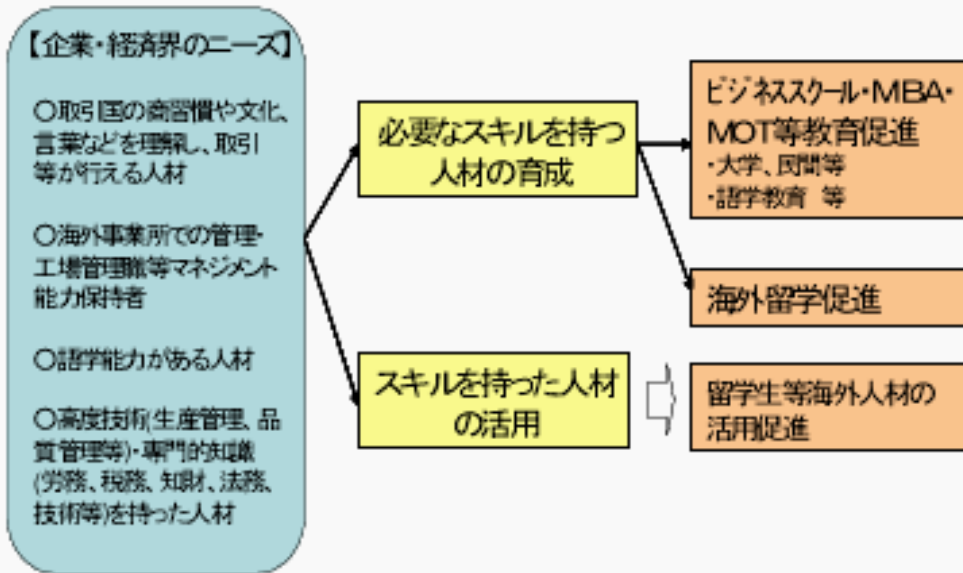 【企業・経済界のニーズ】
○取引国の商習慣や文化、
言葉などを理解し、取引
等が行える人材
○海外事業所での管理・
工場管理職等マネジメント
能力保持者
○語学能力がある人材
○高度技術(生産管理、品
質管理等)・専門的知識
(労務、税務、知財、法務、
技術等)を持った人材
必要なスキルを持つ
人材の育成
スキルを持った人材
の活用
ビジネススクール・MBA・
MOT等教育促進
・大学、民間等
・語学教育 等
海外留学促進
留学生等海外人材の
活用促進